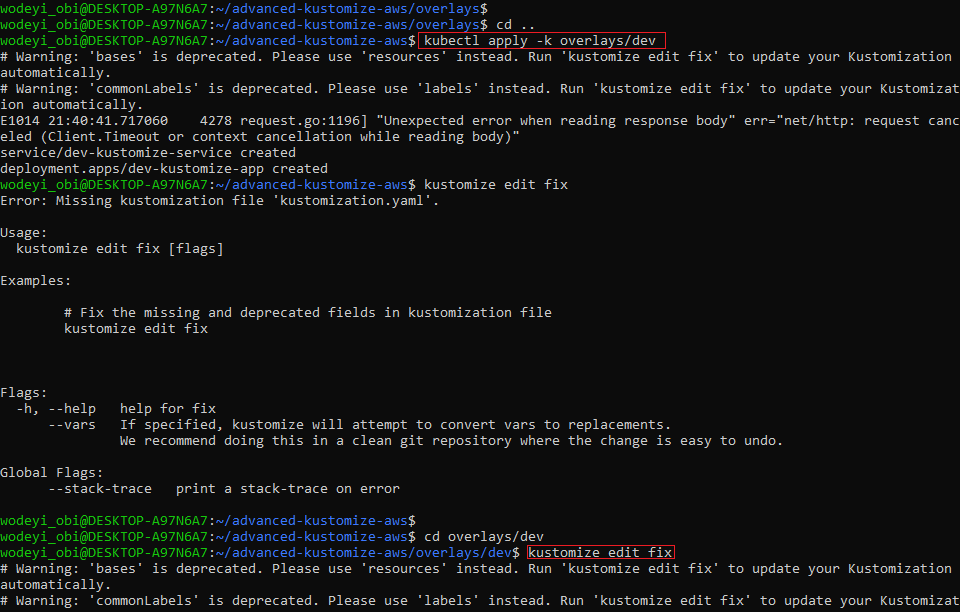 wodeyi_obi@DESKTOP-A97N6A7:~/advanced-kustomize-aws/overlays$
wodeyi_obi@DESKTOP-A97N6A7:~/advanced-kustomize-aws/overlays$ cd ..
wodeyi_obi@DESKTOP-A97N6A7:~/advanced-kustomize-aws$ kubectl apply -k overlays/dev
# Warning: 'bases' is deprecated. Please use 'resources' instead. Run 'kustomize edit fix' to update your Kustomization
automatically.
# Warning: 'commonLabels' is deprecated. Please use 'labels' instead. Run 'kustomize edit fix' to update your Kustomizat
ion automatically.
E1014 21:40:41.717060    4278 request.go:1196] "Unexpected error when reading response body" err="net/http: request canc
eled (Client.Timeout or context cancellation while reading body)"
service/dev-kustomize-service created
deployment.apps/dev-kustomize-app created
wodeyi_obi@DESKTOP-A97N6A7:~/advanced-kustomize-aws$ kustomize edit fix
Error: Missing kustomization file 'kustomization.yaml'.
Usage:
  kustomize edit fix [flags]
Examples:
        # Fix the missing and deprecated fields in kustomization file
        kustomize edit fix
Flags:
  -h, --help   help for fix
      --vars   If specified, kustomize will attempt to convert vars to replacements.
               We recommend doing this in a clean git repository where the change is easy to undo.
Global Flags:
      --stack-trace   print a stack-trace on error
wodeyi_obi@DESKTOP-A97N6A7:~/advanced-kustomize-aws$
wodeyi_obi@DESKTOP-A97N6A7:~/advanced-kustomize-aws$ cd overlays/dev
wodeyi_obi@DESKTOP-A97N6A7:~/advanced-kustomize-aws/overlays/dev$ kustomize edit fix
# Warning: 'bases' is deprecated. Please use 'resources' instead. Run 'kustomize edit fix' to update your Kustomization
automatically.
# Warning: 'commonLabels' is deprecated. Please use 'labels' instead. Run 'kustomize edit fix' to update your Kustomizat